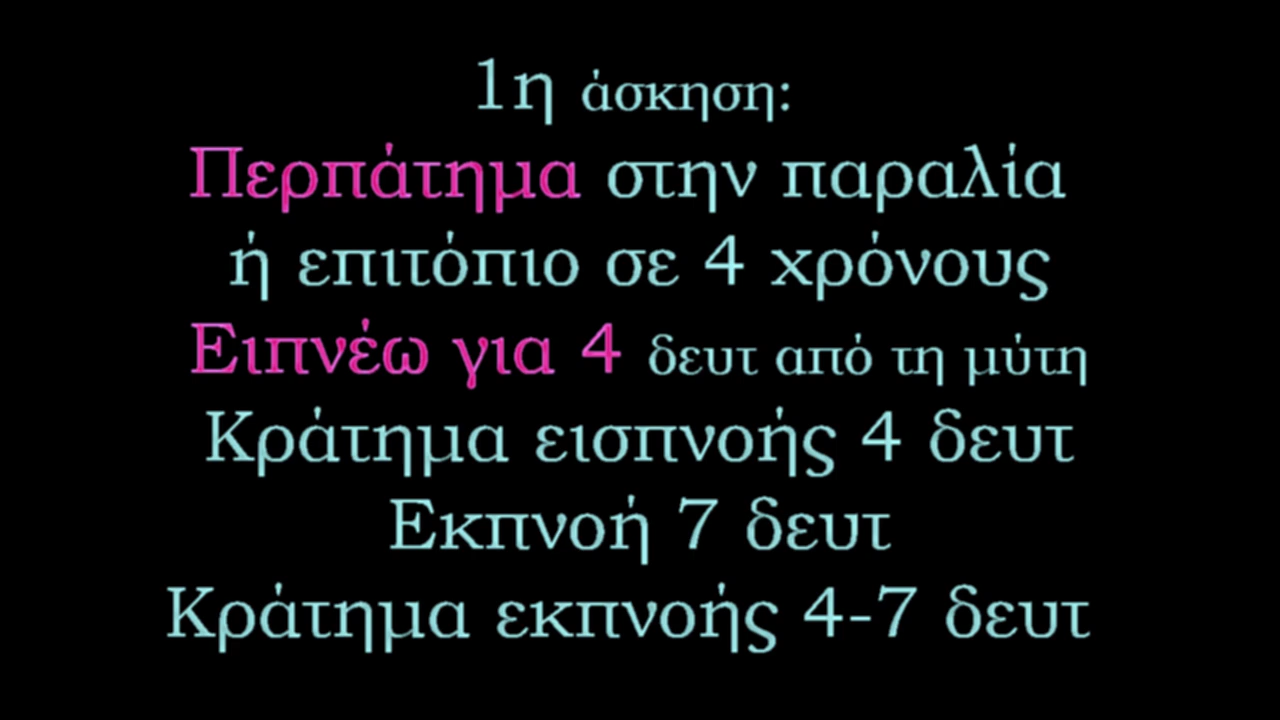 1η άσκηση:
Περπάτημα στην παραλία
ή επιτόπιο σε 4 χρόνους
Ειπνέω για 4 δευτ από τη μύτη
Κράτημα εισπνοής 4 δευτ
Εκπνοή 7 δευτ
Κράτημα εκπνοής 4-7 δευτ